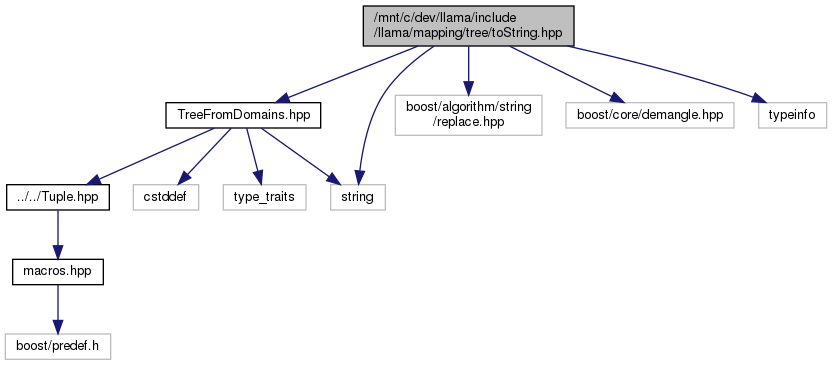 /mnt/c/dev/llama/include
/llama/mapping/tree/toString.hpp
TreeFromDomains.hpp
boost/algorithm/string
/replace.hpp
boost/core/demangle.hpp
typeinfo
../../Tuple.hpp
cstddef
type_traits
string
macros.hpp
boost/predef.h